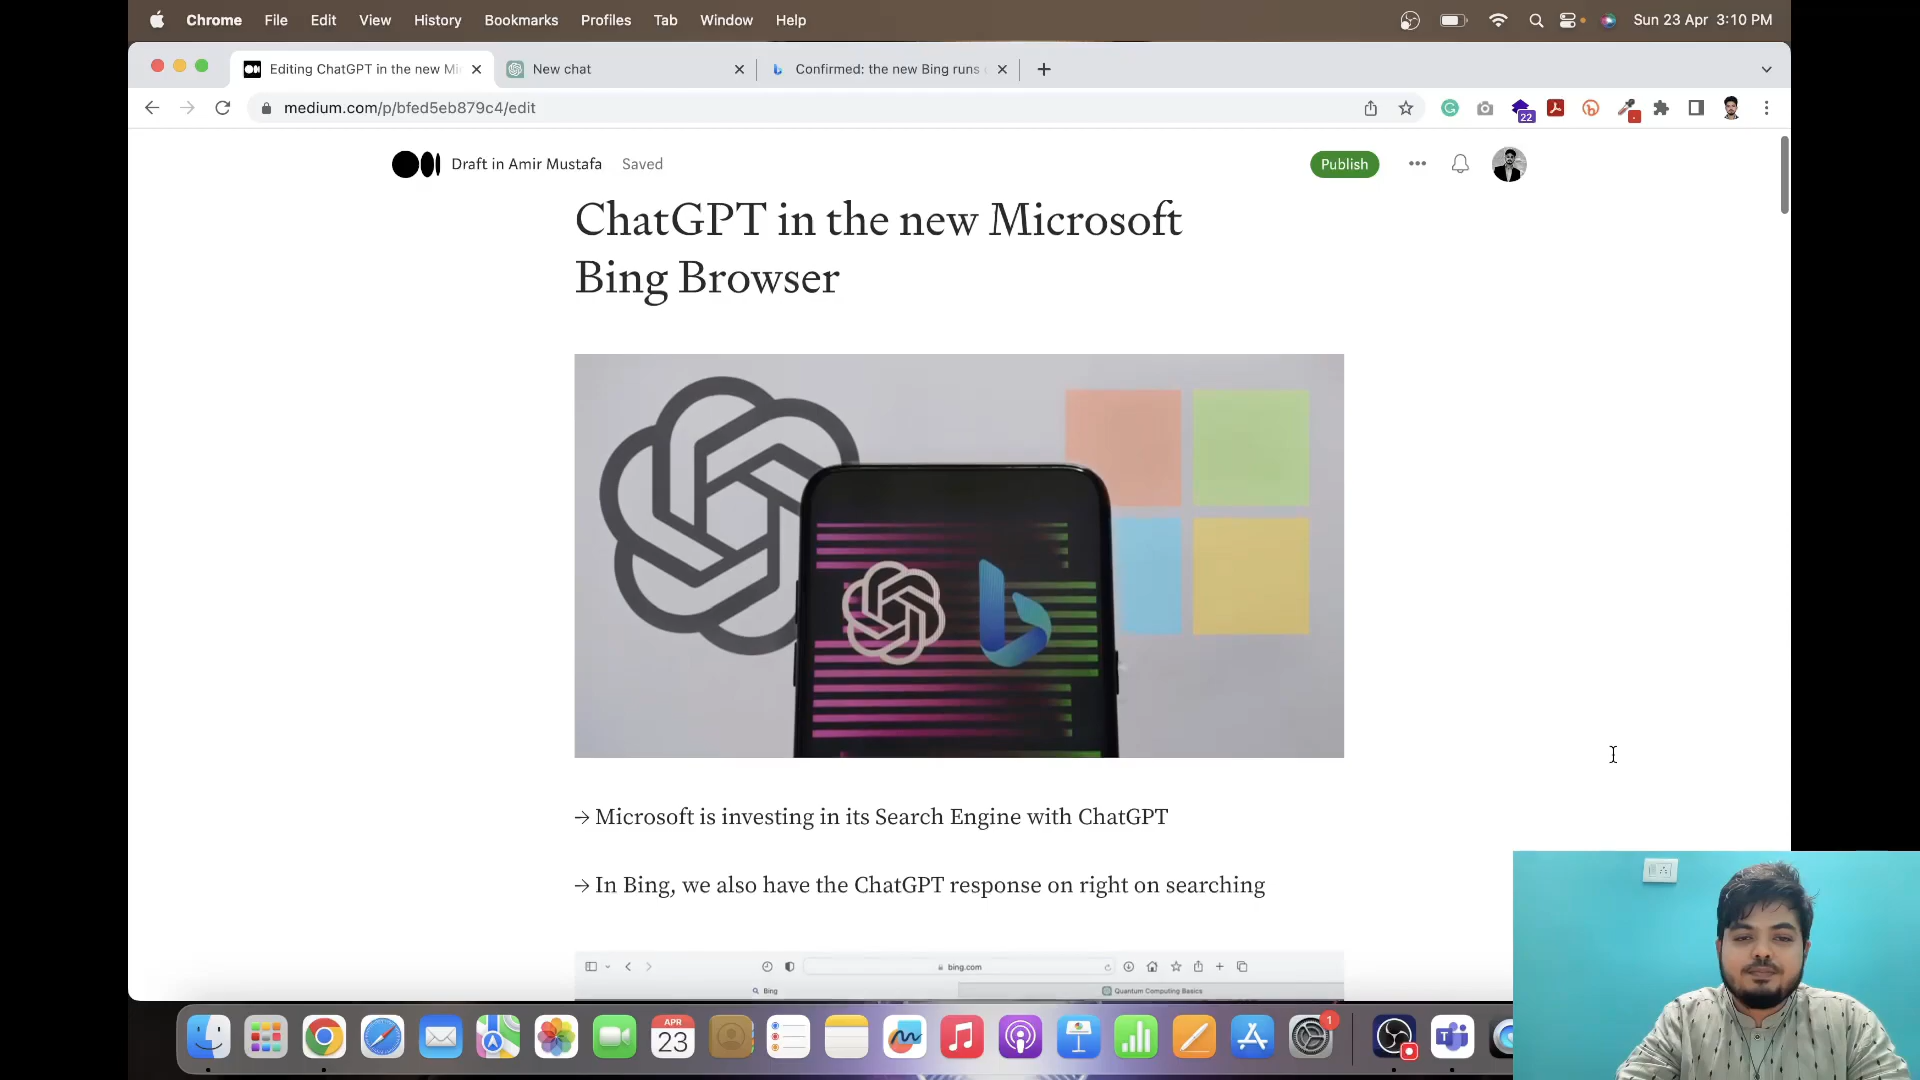 Chrome File Edit View History Bookmarks Profiles Tab Window Help Sun 23 Apr 3:10 PM
Editing ChatGPT in the new Mi New chat Confirmed: the new Bing runs
medium.com/p/bfed5eb879c4/edit
22
Draft in Amir Mustafa Saved Publish
ChatGPT in the new Microsoft
Bing Browser
→ Microsoft is investing in its Search Engine with ChatGPT
→ In Bing, we also have the ChatGPT response on right on searching
bing.com
Bing Quantum Computing Basics
APR
23
1